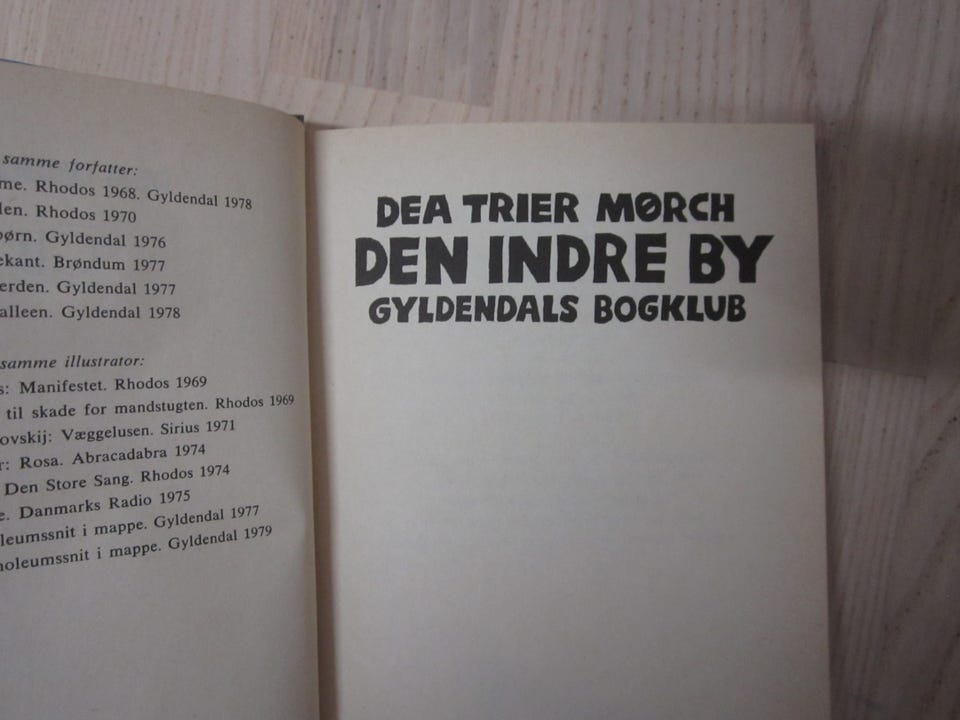 samme forfatter:
me. Rhodos 1968. Gyldendal 1978
len. Rhodos 1970
børn. Gyldendal 1976
ekant. Brøndum 1977
erden. Gyldendal 1977
alleen. Gyldendal 1978
samme illustrator:
s: Manifestet. Rhodos 1969
til skade for mandstugten. Rhodos 1969
ovskij: Væggelusen. Sirius 1971
r: Rosa. Abracadabra 1974
Den Store Sang. Rhodos 1974
e. Danmarks Radio 1975
leumssnit i mappe. Gyldendal 1977
noleumssnit i mappe. Gyldendal 1979
DEA TRIER MØRCH
DEN INDRE BY
GYLDENDALS BOGKLUB